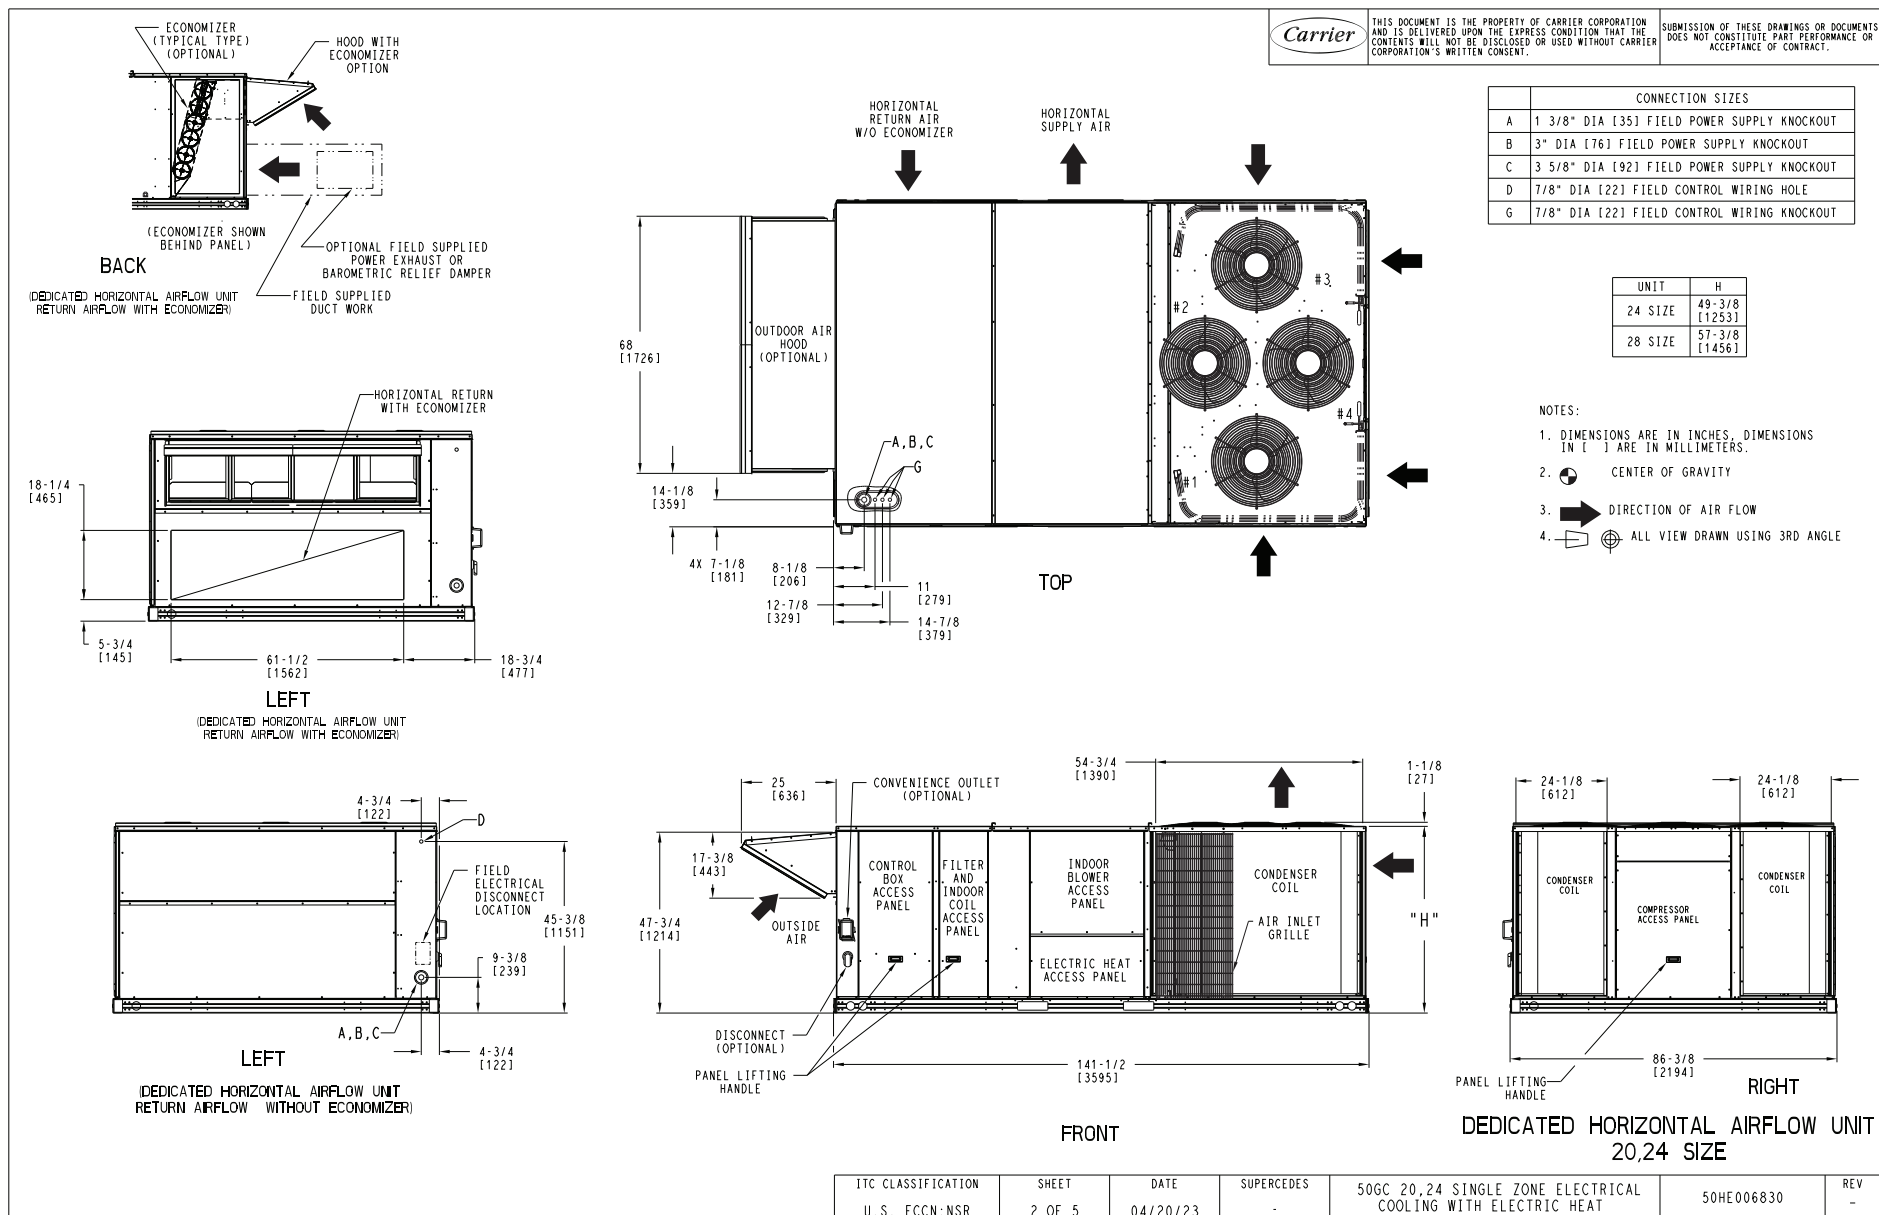 Carrier
THIS DOCUMENT IS THE PROPERTY OF CARRIER CORPORATION
AND IS DELIVERED UPON THE EXPRESS CONDITION THAT THE
CONTENTS WILL NOT BE DISCLOSED OR USED WITHOUT CARRIER
CORPORATION'S WRITTEN CONSENT.
SUBMISSION OF THESE DRAWINGS OR DOCUMENTS
DOES NOT CONSTITUTE PART PERFORMANCE OR
ACCEPTANCE OF CONTRACT.
ECONOMIZER
(TYPICAL TYPE)
(OPTIONAL)
HOOD WITH
ECONOMIZER
OPTION
(ECONOMIZER SHOWN
BEHIND PANEL)
OPTIONAL FIELD SUPPLIED
POWER EXHAUST OR
BAROMETRIC RELIEF DAMPER
FIELD SUPPLIED
DUCT WORK
BACK
(DEDICATED HORIZONTAL AIRFLOW UNIT
RETURN AIRFLOW WITH ECONOMIZER)
HORIZONTAL
RETURN AIR
W/O ECONOMIZER
HORIZONTAL
SUPPLY AIR
68
[1726]
OUTDOOR AIR
HOOD
(OPTIONAL)
#3
#2
#4
#1
A,B,C
G
14-1/8
[359]
4X 7-1/8
[181]
8-1/8
[206]
11
[279]
12-7/8
[329]
14-7/8
[379]
TOP
CONNECTION SIZES
A 1 3/8" DIA [35] FIELD POWER SUPPLY KNOCKOUT
B 3" DIA [76] FIELD POWER SUPPLY KNOCKOUT
C 3 5/8" DIA [92] FIELD POWER SUPPLY KNOCKOUT
D 7/8" DIA [22] FIELD CONTROL WIRING HOLE
G 7/8" DIA [22] FIELD CONTROL WIRING KNOCKOUT
UNIT H
24 SIZE 49-3/8
[1253]
28 SIZE 57-3/8
[1456]
NOTES:
1. DIMENSIONS ARE IN INCHES, DIMENSIONS
IN [ ] ARE IN MILLIMETERS.
2. CENTER OF GRAVITY
3. DIRECTION OF AIR FLOW
4. ALL VIEW DRAWN USING 3RD ANGLE
HORIZONTAL RETURN
WITH ECONOMIZER
18-1/4
[465]
5-3/4
[145]
61-1/2
[1562]
18-3/4
[477]
LEFT
(DEDICATED HORIZONTAL AIRFLOW UNIT
RETURN AIRFLOW WITH ECONOMIZER)
4-3/4
[122]
D
FIELD
ELECTRICAL
DISCONNECT
LOCATION
45-3/8
[1151]
9-3/8
[239]
A,B,C
4-3/4
[122]
LEFT
(DEDICATED HORIZONTAL AIRFLOW UNIT
RETURN AIRFLOW WITHOUT ECONOMIZER)
25
[636]
CONVENIENCE OUTLET
(OPTIONAL)
54-3/4
[1390]
1-1/8
[27]
17-3/8
[443]
47-3/4
[1214]
OUTSIDE
AIR
CONTROL
BOX
ACCESS
PANEL
FILTER
AND
INDOOR
COIL
ACCESS
PANEL
INDOOR
BLOWER
ACCESS
PANEL
ELECTRIC HEAT
ACCESS PANEL
CONDENSER
COIL
AIR INLET
GRILLE
"H"
DISCONNECT
(OPTIONAL)
PANEL LIFTING
HANDLE
141-1/2
[3595]
FRONT
24-1/8
[612]
24-1/8
[612]
CONDENSER
COIL
COMPRESSOR
ACCESS PANEL
CONDENSER
COIL
86-3/8
[2194]
PANEL LIFTING
HANDLE
RIGHT
DEDICATED HORIZONTAL AIRFLOW UNIT
20,24 SIZE
ITC CLASSIFICATION
U.S. ECCN:NSR
SHEET
2 OF 5
DATE
04/20/23
SUPERCEDES
-
50GC 20,24 SINGLE ZONE ELECTRICAL
COOLING WITH ELECTRIC HEAT
50HE006830
REV
-